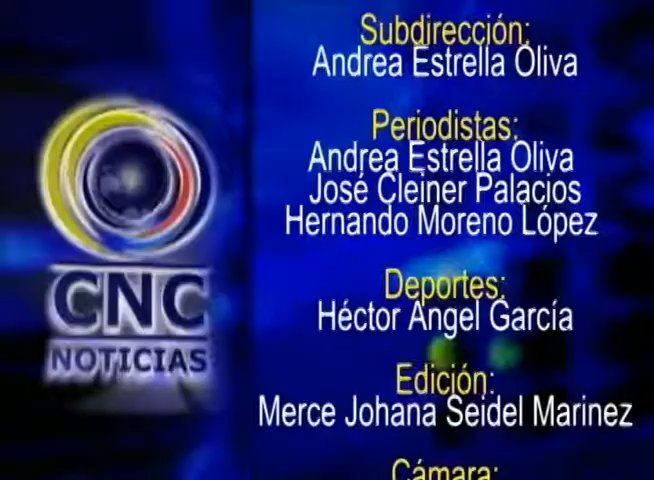 Subdirección:
Andrea Estrella Oliva
Periodistas:
Andrea Estrella Oliva
José Cleiner Palacios
Hernando Moreno López
Deportes:
Héctor Angel García
Edición:
Merce Johana Seidel Marinez
Cámara:
CNC
NOTICIAS